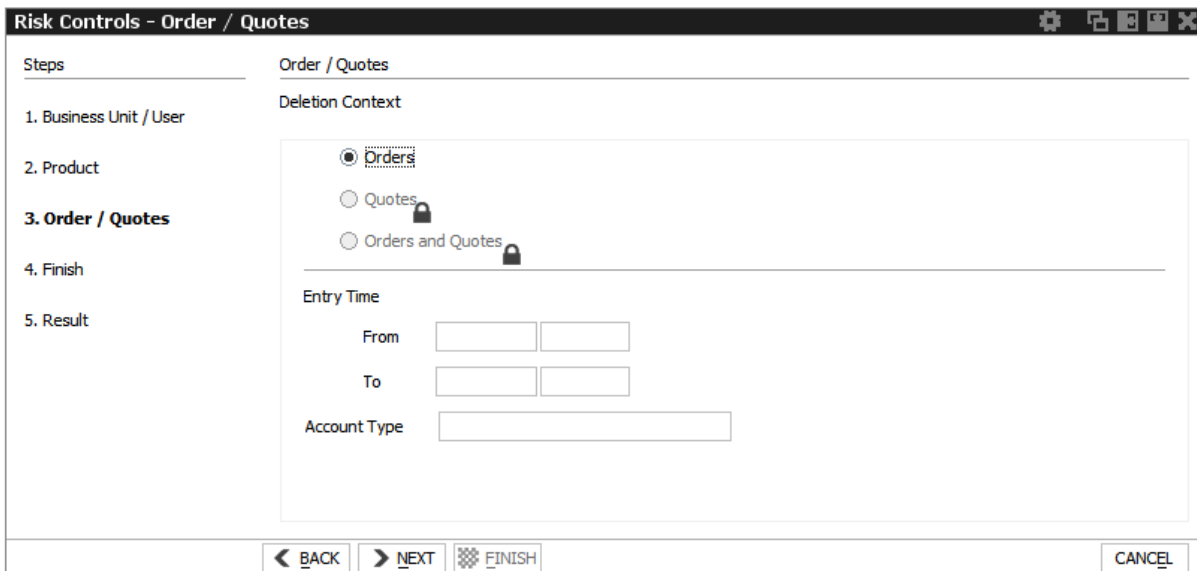 Risk Controls - Order / Quotes
Steps
1. Business Unit / User
2. Product
3. Order / Quotes
4. Finish
5. Result
Order / Quotes
Deletion Context
Orders
Quotes
Orders and Quotes
Entry Time
From
To
Account Type
BACK
NEXT
FINISH
CANCEL